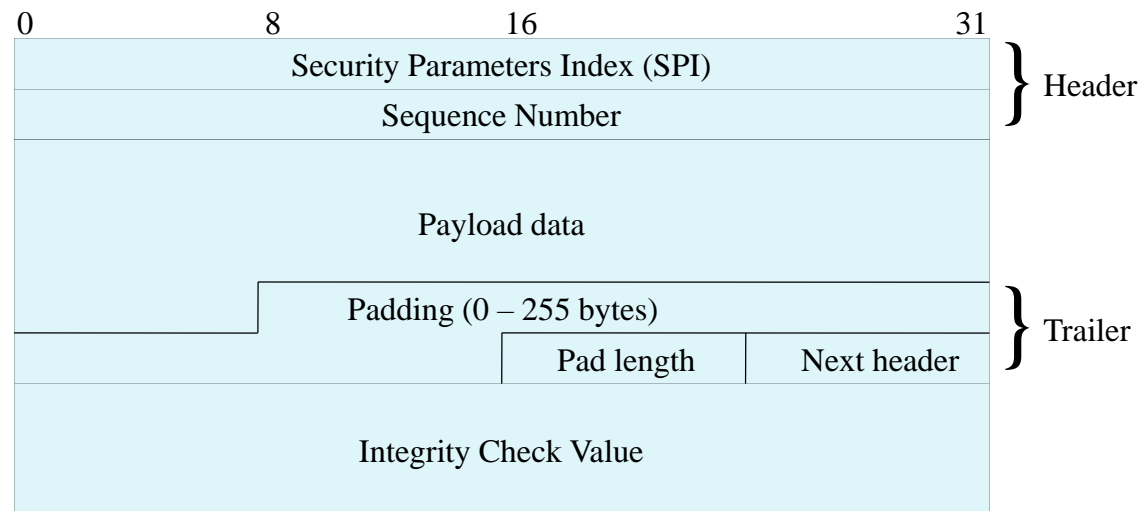 0 8 16 31
Security Parameters Index (SPI)
Header
Sequence Number
Payload data
Padding (0 – 255 bytes)
Trailer
Pad length Next header
Integrity Check Value